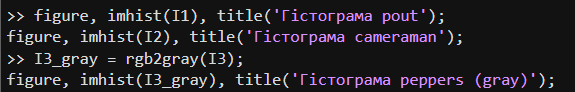 >> figure, imhist(I1), title('Гістограма pout');
figure, imhist(I2), title('Гістограма cameraman');
>> I3_gray = rgb2gray(I3);
figure, imhist(I3_gray), title('Гістограма peppers (gray)');